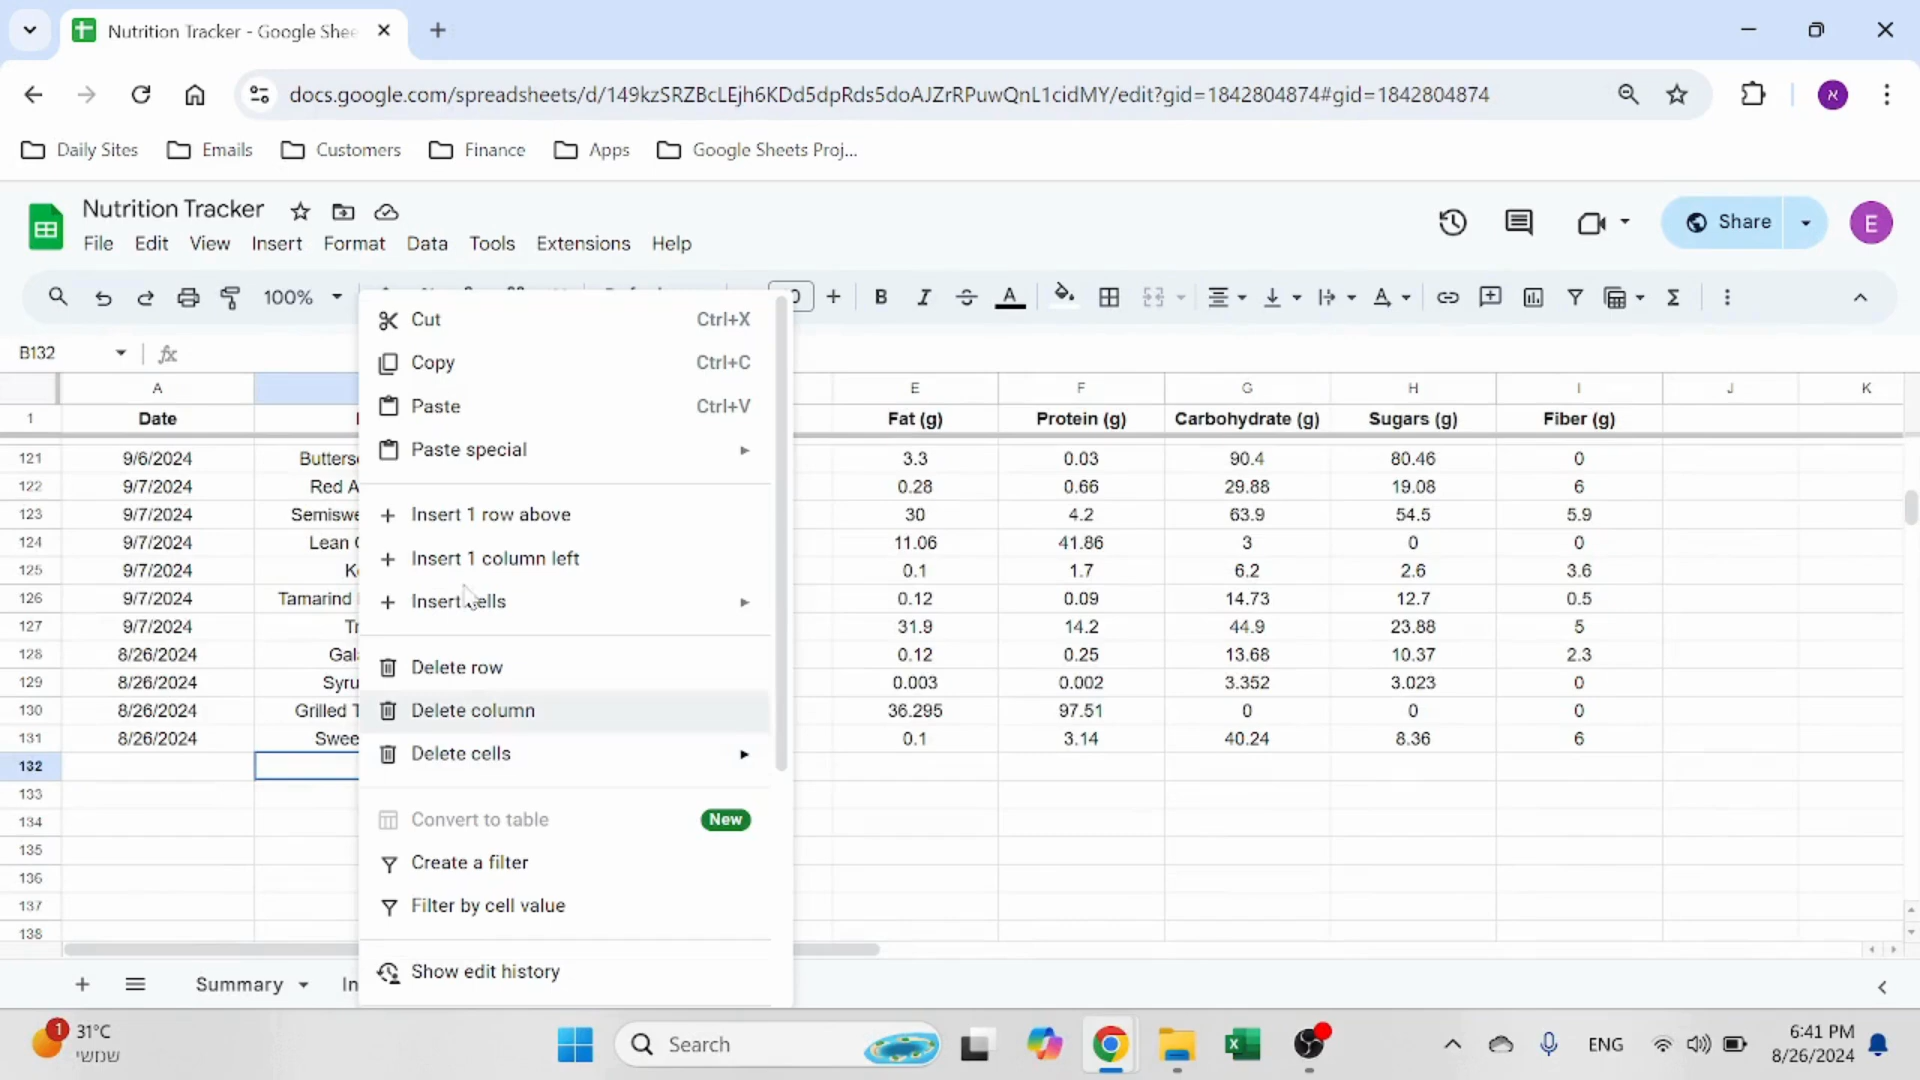 Nutrition Tracker - Google Shee
docs.google.com/spreadsheets/d/149kzSRZBcLEjh6KDd5dpRds5doAJZrRPuwQnL1cidMY/edit?gid=1842804874#gid=1842804874
א
Daily Sites Emails Customers Finance Apps Google Sheets Proj...
Nutrition Tracker
File Edit View Insert Format Data Tools Extensions Help
Share
E
100%
B I A
B132 fx
A E F G H I J K
1 Date Fat (g) Protein (g) Carbohydrate (g) Sugars (g) Fiber (g)
121 9/6/2024 Butters 3.3 0.03 90.4 80.46 0
122 9/7/2024 Red A 0.28 0.66 29.88 19.08 6
123 9/7/2024 Semiswe 30 4.2 63.9 54.5 5.9
124 9/7/2024 Lean 11.06 41.86 3 0 0
125 9/7/2024 0.1 1.7 6.2 2.6 3.6
126 9/7/2024 Tamarind 0.12 0.09 14.73 12.7 0.5
127 9/7/2024 Tr 31.9 14.2 44.9 23.88 5
128 8/26/2024 Gal 0.12 0.25 13.68 10.37 2.3
129 8/26/2024 Syru 0.003 0.002 3.352 3.023 0
130 8/26/2024 Grilled T 36.295 97.51 0 0 0
131 8/26/2024 Swee 0.1 3.14 40.24 8.36 6
132
133
134
135
136
137
138
Cut Ctrl+X
Copy Ctrl+C
Paste Ctrl+V
Paste special
Insert 1 row above
Insert 1 column left
Insert cells
Delete row
Delete column
Delete cells
Convert to table New
Create a filter
Filter by cell value
Show edit history
Summary In
1 31°C
שמשי
Search
ENG
6:41 PM
8/26/2024